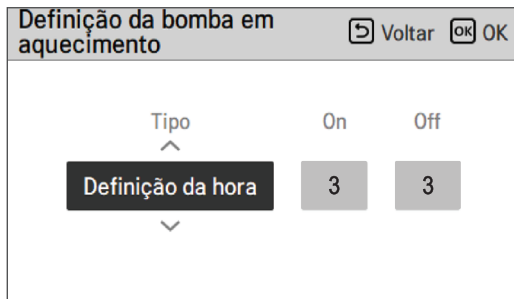 Definição da bomba em
aquecimento
Voltar OK OK
Tipo On Off
Definição da hora 3 3